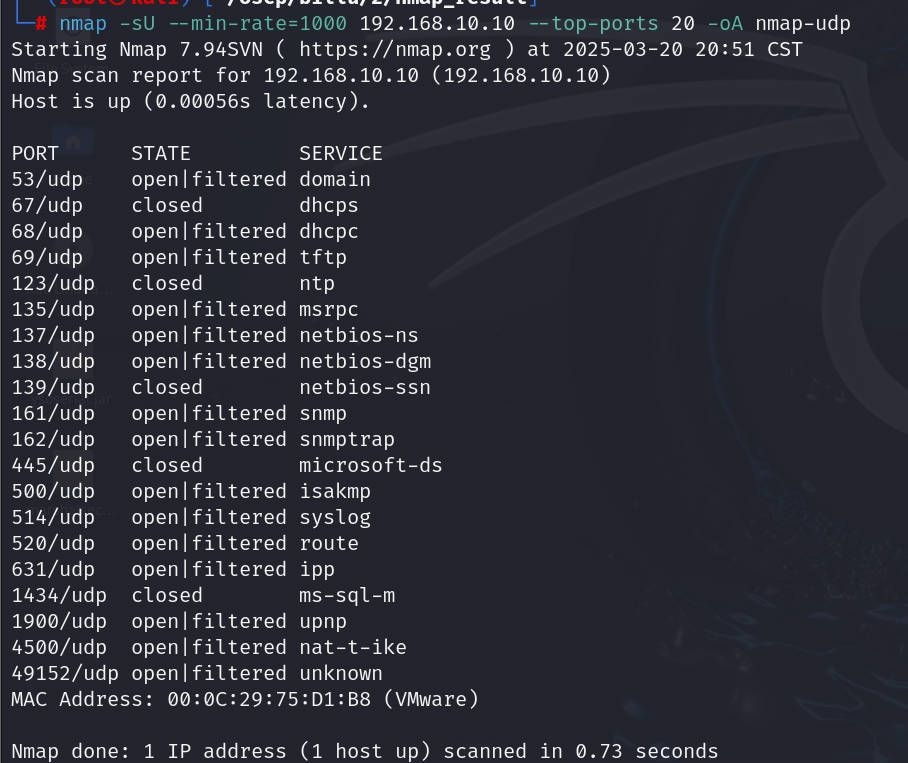 (root㉿kali) [~/oscp/billu/2/nmap_result]
# nmap -sU --min-rate=1000 192.168.10.10 --top-ports 20 -oA nmap-udp
Starting Nmap 7.94SVN ( https://nmap.org ) at 2025-03-20 20:51 CST
Nmap scan report for 192.168.10.10 (192.168.10.10)
Host is up (0.00056s latency).
PORT STATE SERVICE
53/udp open|filtered domain
67/udp closed dhcps
68/udp open|filtered dhcpc
69/udp open|filtered tftp
123/udp closed ntp
135/udp open|filtered msrpc
137/udp open|filtered netbios-ns
138/udp open|filtered netbios-dgm
139/udp closed netbios-ssn
161/udp open|filtered snmp
162/udp open|filtered snmptrap
445/udp closed microsoft-ds
500/udp open|filtered isakmp
514/udp open|filtered syslog
520/udp open|filtered route
631/udp open|filtered ipp
1434/udp closed ms-sql-m
1900/udp open|filtered upnp
4500/udp open|filtered nat-t-ike
49152/udp open|filtered unknown
MAC Address: 00:0C:29:75:D1:B8 (VMware)
Nmap done: 1 IP address (1 host up) scanned in 0.73 seconds